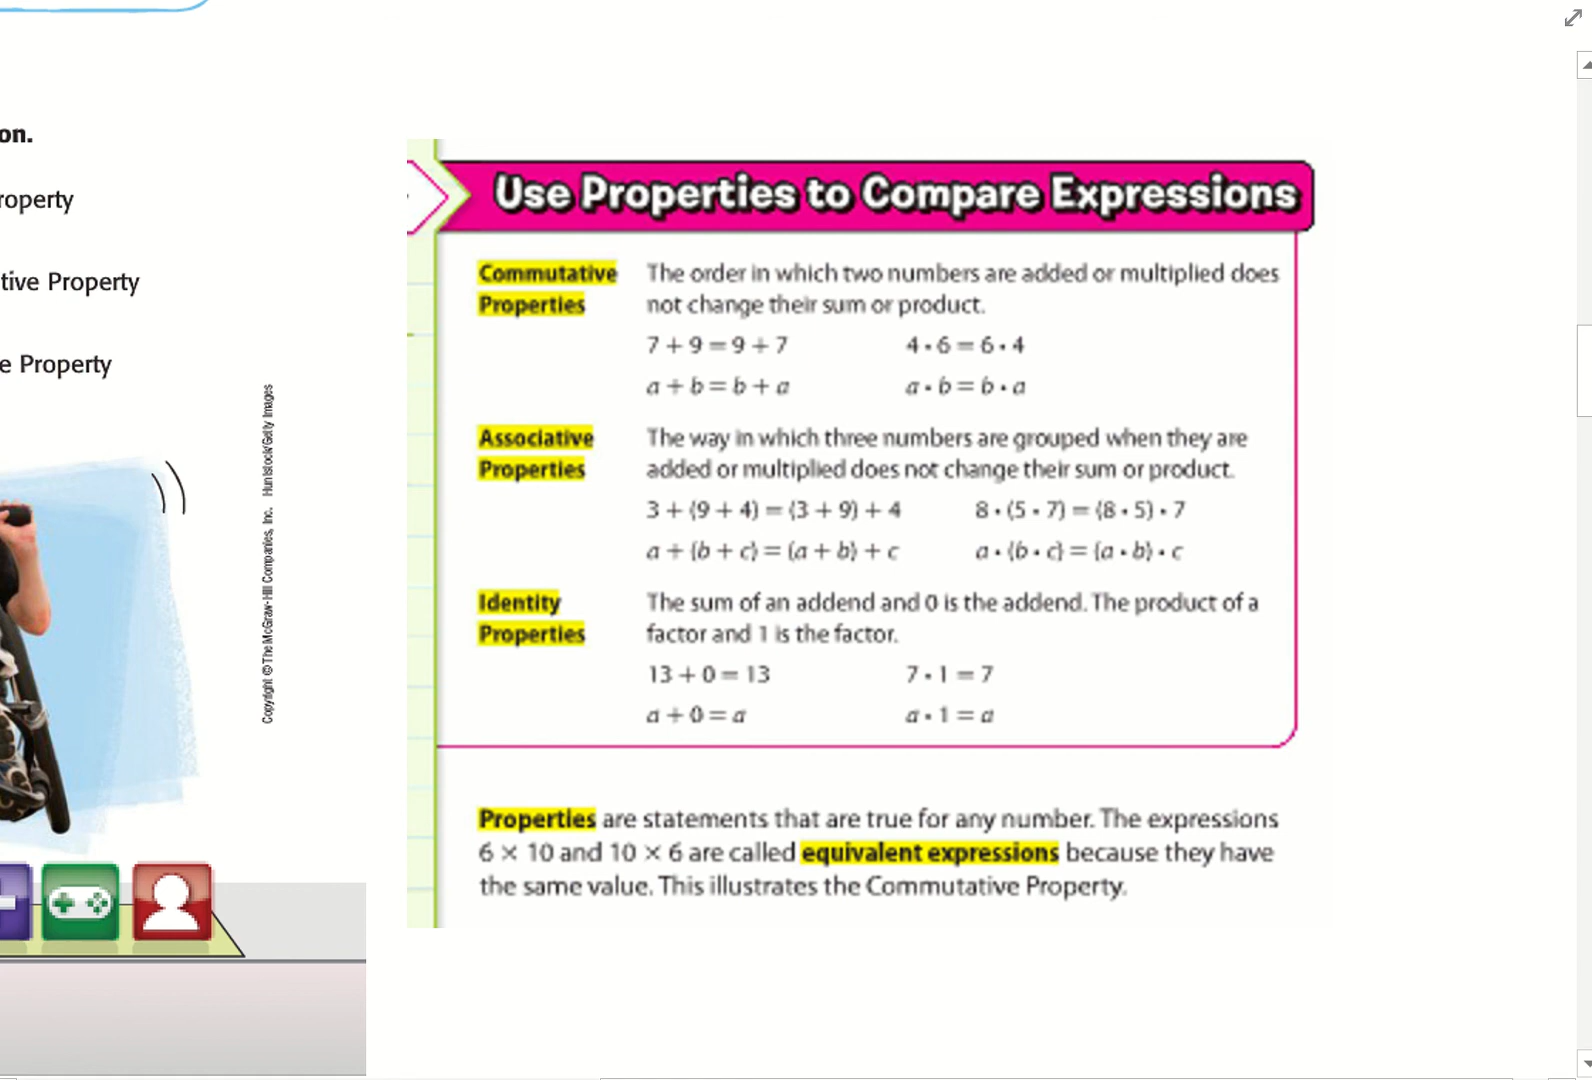 on.
roperty
tive Property
e Property
Copyright © The McGraw-Hill Companies, Inc. Hunstock/Getty Images
Use Properties to Compare Expressions
Commutative Properties
The order in which two numbers are added or multiplied does
not change their sum or product.
7 + 9 = 9 + 7 4 • 6 = 6 • 4
a + b = b + a a • b = b • a
Associative Properties
The way in which three numbers are grouped when they are
added or multiplied does not change their sum or product.
3 + (9 + 4) = (3 + 9) + 4 8 • (5 • 7) = (8 • 5) • 7
a + (b + c) = (a + b) + c a • (b • c) = (a • b) • c
Identity Properties
The sum of an addend and 0 is the addend. The product of a
factor and 1 is the factor.
13 + 0 = 13 7 • 1 = 7
a + 0 = a a • 1 = a
Properties are statements that are true for any number. The expressions
6 × 10 and 10 × 6 are called equivalent expressions because they have
the same value. This illustrates the Commutative Property.